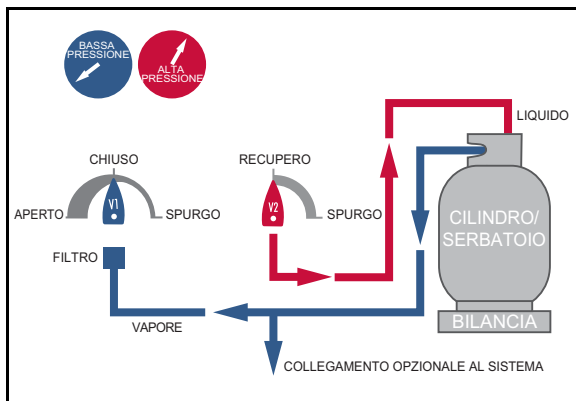 BASSA
PRESSIONE
ALTA
PRESSIONE
LIQUIDO
CHIUSO
RECUPERO
V1
V2
APERTO
SPURGO
SPURGO
CILINDRO/
SERBATOIO
FILTRO
VAPORE
BILANCIA
COLLEGAMENTO OPZIONALE AL SISTEMA